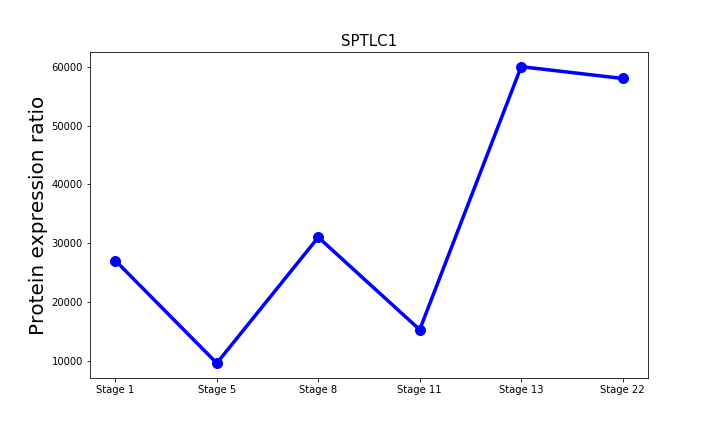 SPTLC1
Protein expression ratio
60000
50000
40000
30000
20000
10000
Stage 1 Stage 5 Stage 8 Stage 11 Stage 13 Stage 22